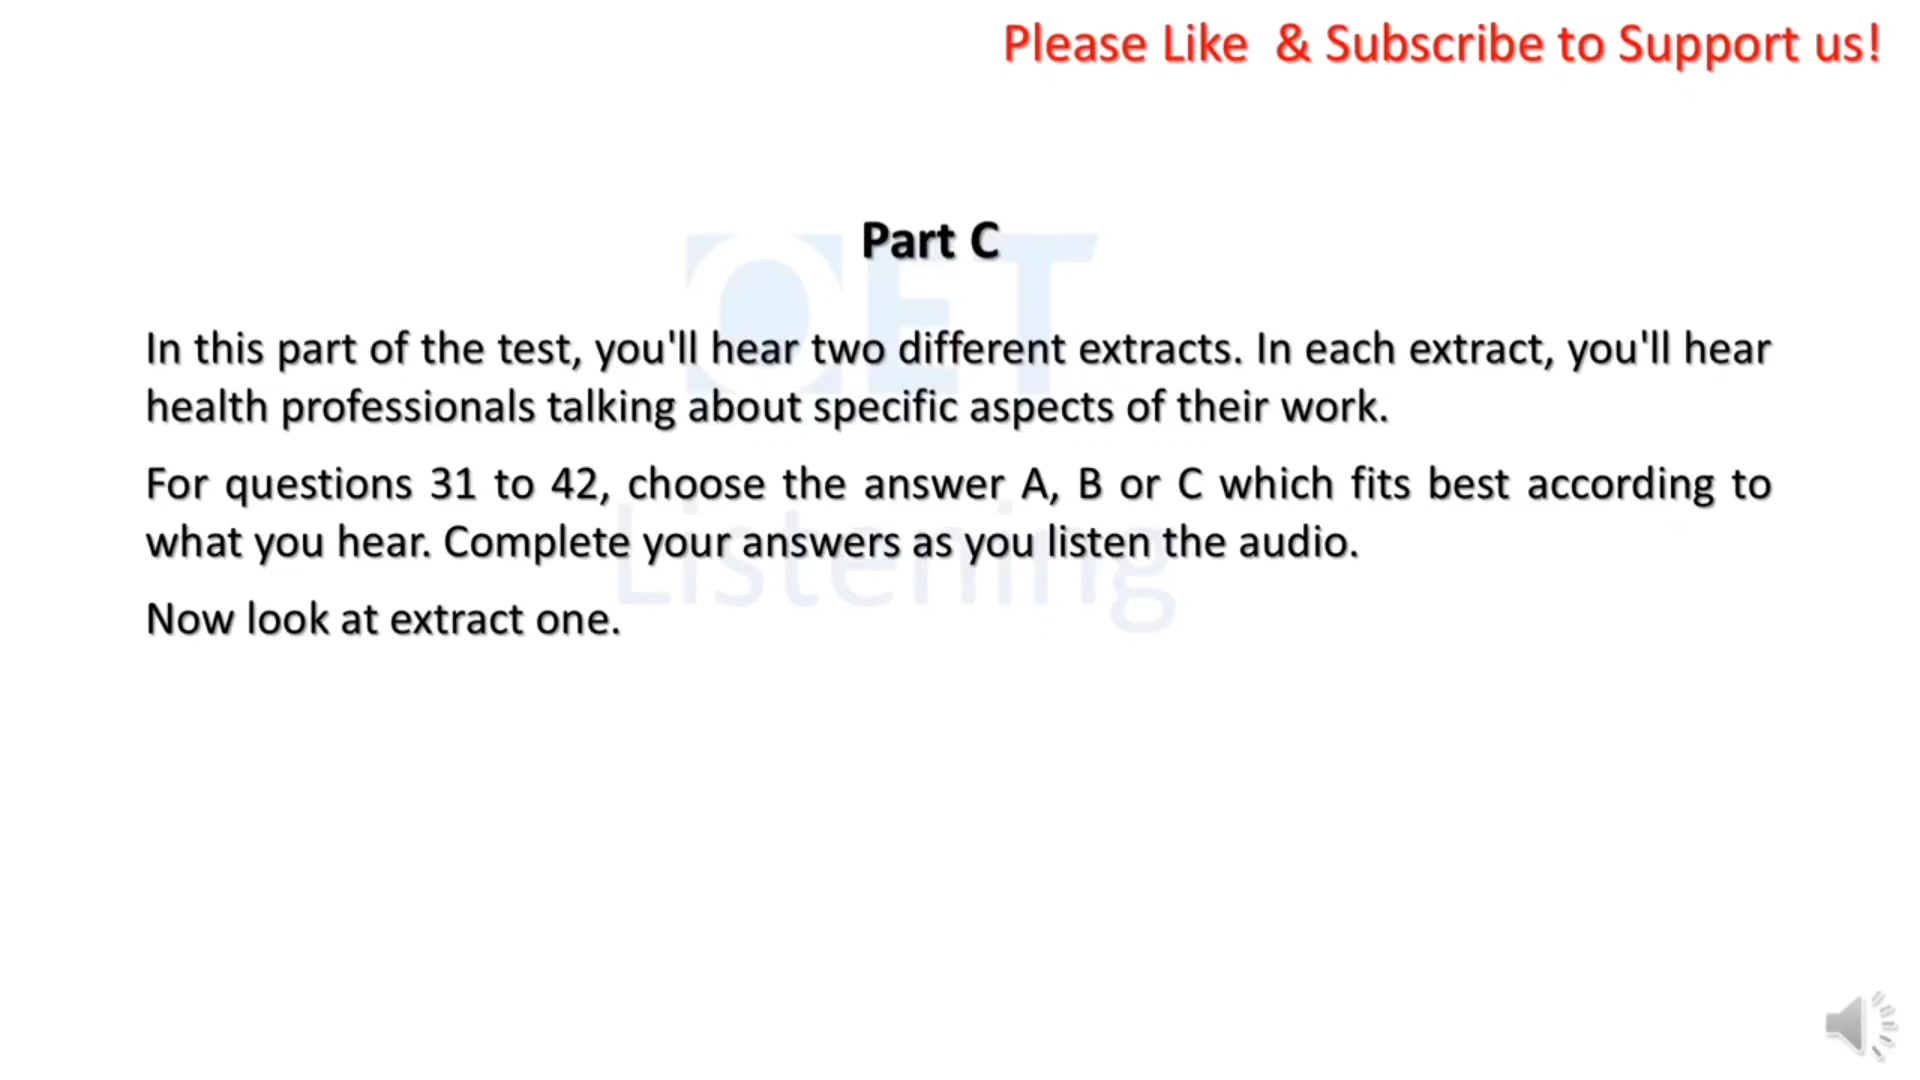 Please Like & Subscribe to Support us!
Part C
OET
In this part of the test, you'll hear two different extracts. In each extract, you'll hear
health professionals talking about specific aspects of their work.
For questions 31 to 42, choose the answer A, B or C which fits best according to
what you hear. Complete your answers as you listen the audio.
Listening
Now look at extract one.